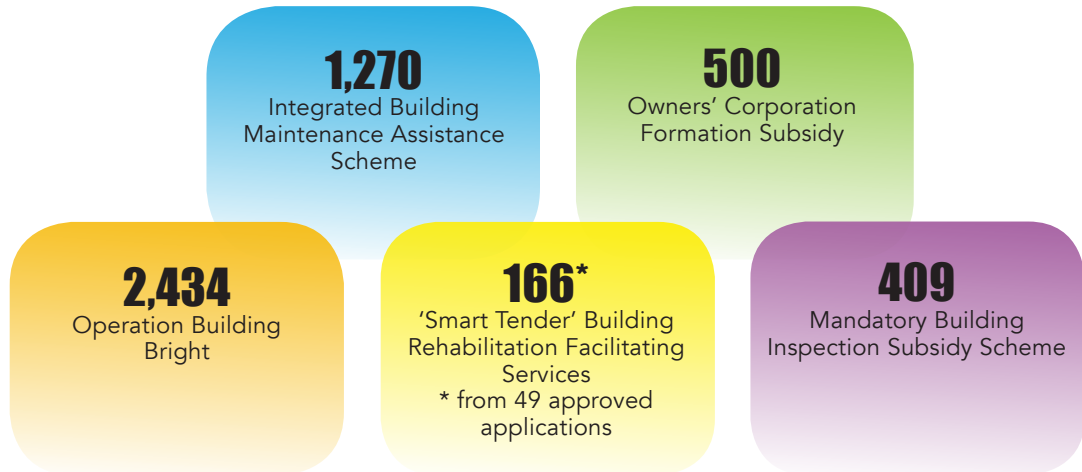 1,270
Integrated Building
Maintenance Assistance
Scheme
500
Owners’ Corporation
Formation Subsidy
2,434
Operation Building
Bright
166*
‘Smart Tender’ Building
Rehabilitation Facilitating
Services
* from 49 approved
applications
409
Mandatory Building
Inspection Subsidy Scheme